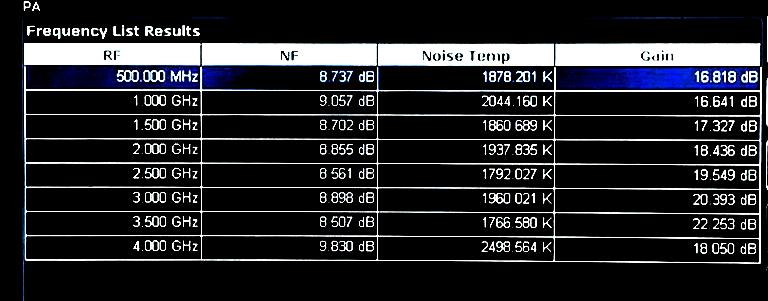 PA
Frequency List Results
RF NF Noise Temp Gain
500.000 MHz 8.737 dB 1878.201 K 16.818 dB
1.000 GHz 9.057 dB 2044.160 K 16.641 dB
1.500 GHz 8.702 dB 1860.689 K 17.327 dB
2.000 GHz 8.855 dB 1937.835 K 18.436 dB
2.500 GHz 8.561 dB 1792.027 K 19.549 dB
3.000 GHz 8.898 dB 1960.021 K 20.393 dB
3.500 GHz 8.507 dB 1766.580 K 22.253 dB
4.000 GHz 9.830 dB 2498.564 K 18.050 dB